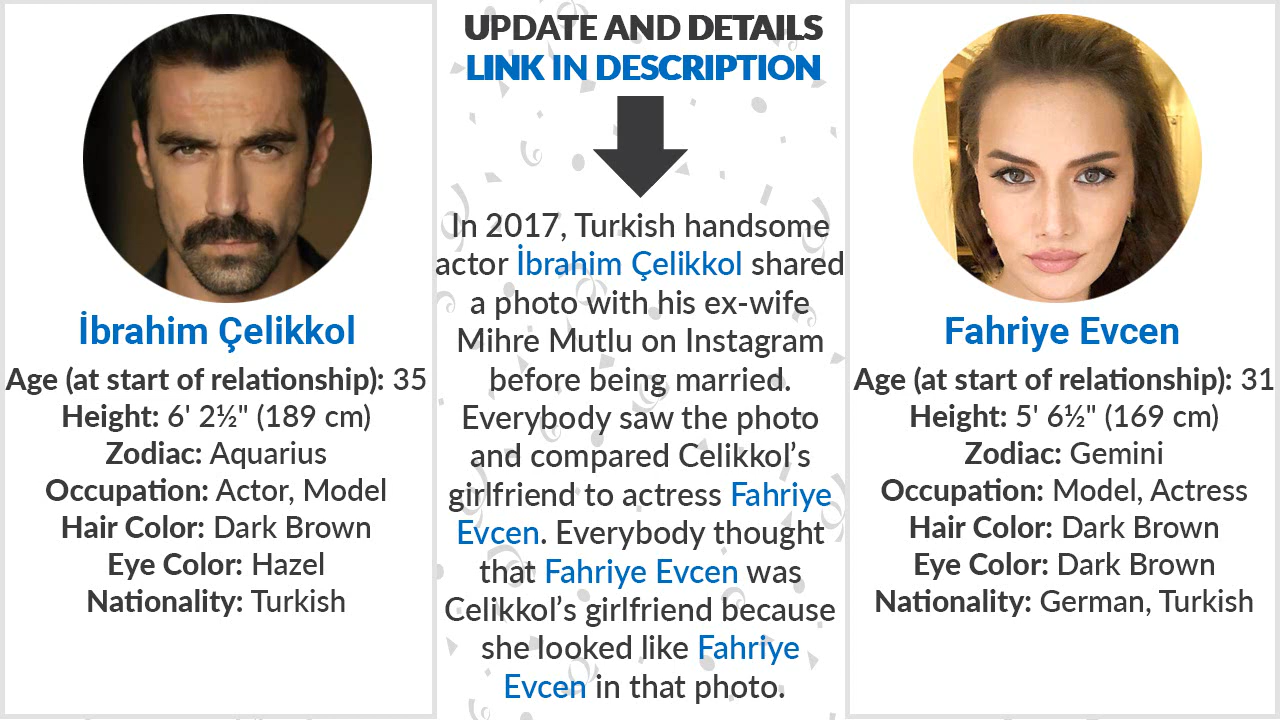 İbrahim Çelikkol
Age (at start of relationship): 35
Height: 6' 2½" (189 cm)
Zodiac: Aquarius
Occupation: Actor, Model
Hair Color: Dark Brown
Eye Color: Hazel
Nationality: Turkish
UPDATE AND DETAILS
LINK IN DESCRIPTION
In 2017, Turkish handsome
actor İbrahim Çelikkol shared
a photo with his ex-wife
Mihre Mutlu on Instagram
before being married.
Everybody saw the photo
and compared Celikkol’s
girlfriend to actress Fahriye
Evcen. Everybody thought
that Fahriye Evcen was
Celikkol’s girlfriend because
she looked like Fahriye
Evcen in that photo.
Fahriye Evcen
Age (at start of relationship): 31
Height: 5' 6½" (169 cm)
Zodiac: Gemini
Occupation: Model, Actress
Hair Color: Dark Brown
Eye Color: Dark Brown
Nationality: German, Turkish